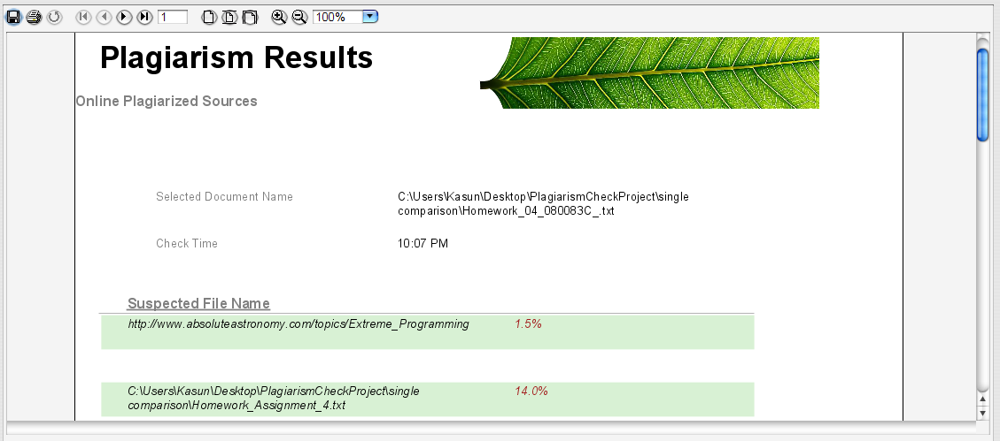 1
100%
Plagiarism Results
Online Plagiarized Sources
Selected Document Name
C:\Users\Kasun\Desktop\PlagiarismCheckProject\single
comparison\Homework_04_080083C_.txt
Check Time
10:07 PM
Suspected File Name
http://www.absoluteastronomy.com/topics/Extreme_Programming
1.5%
C:\Users\Kasun\Desktop\PlagiarismCheckProject\single
comparison\Homework_Assignment_4.txt
14.0%